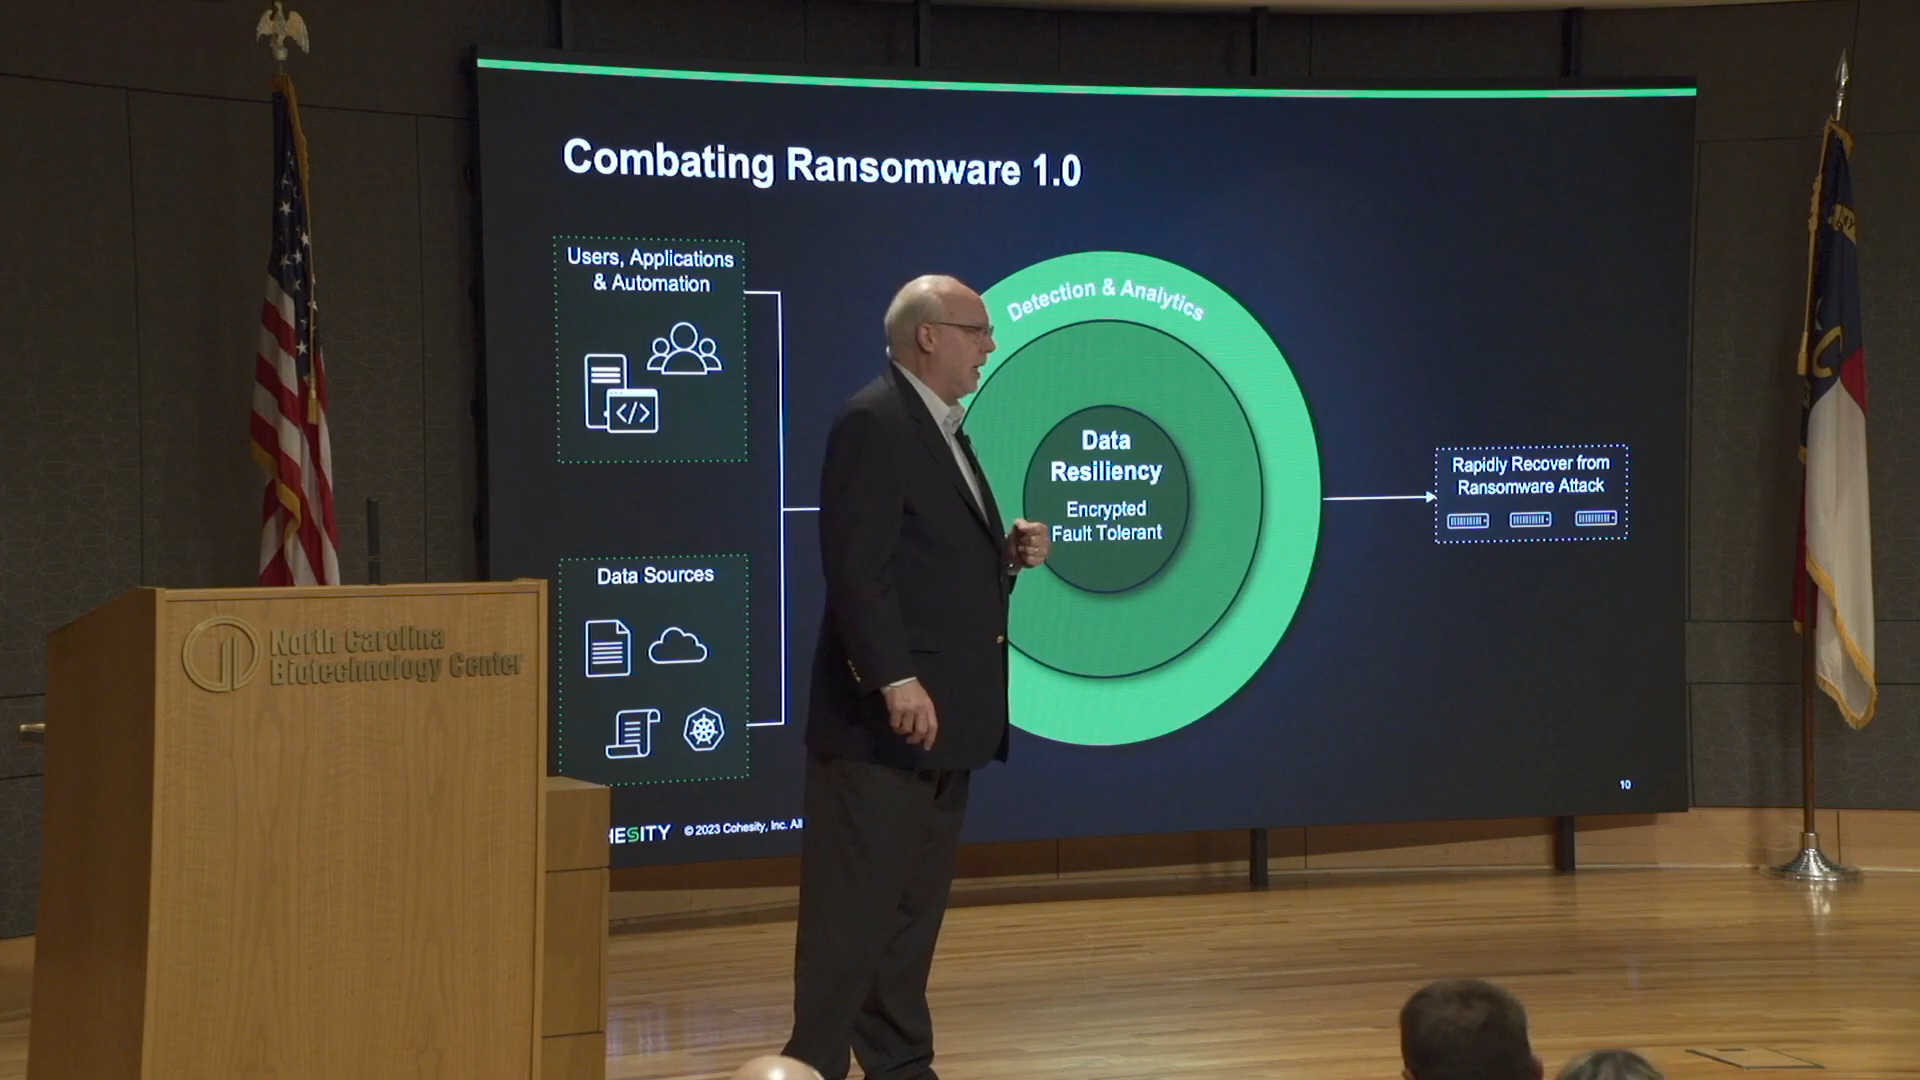 Combating Ransomware 1.0
Users, Applications
& Automation
</>
Data Sources
Detection & Analytics
Data
Resiliency
Encrypted
Fault Tolerant
Rapidly Recover from
Ransomware Attack
HESITY © 2023 Cohesity, Inc. All
10
North Carolina
Biotechnology Center